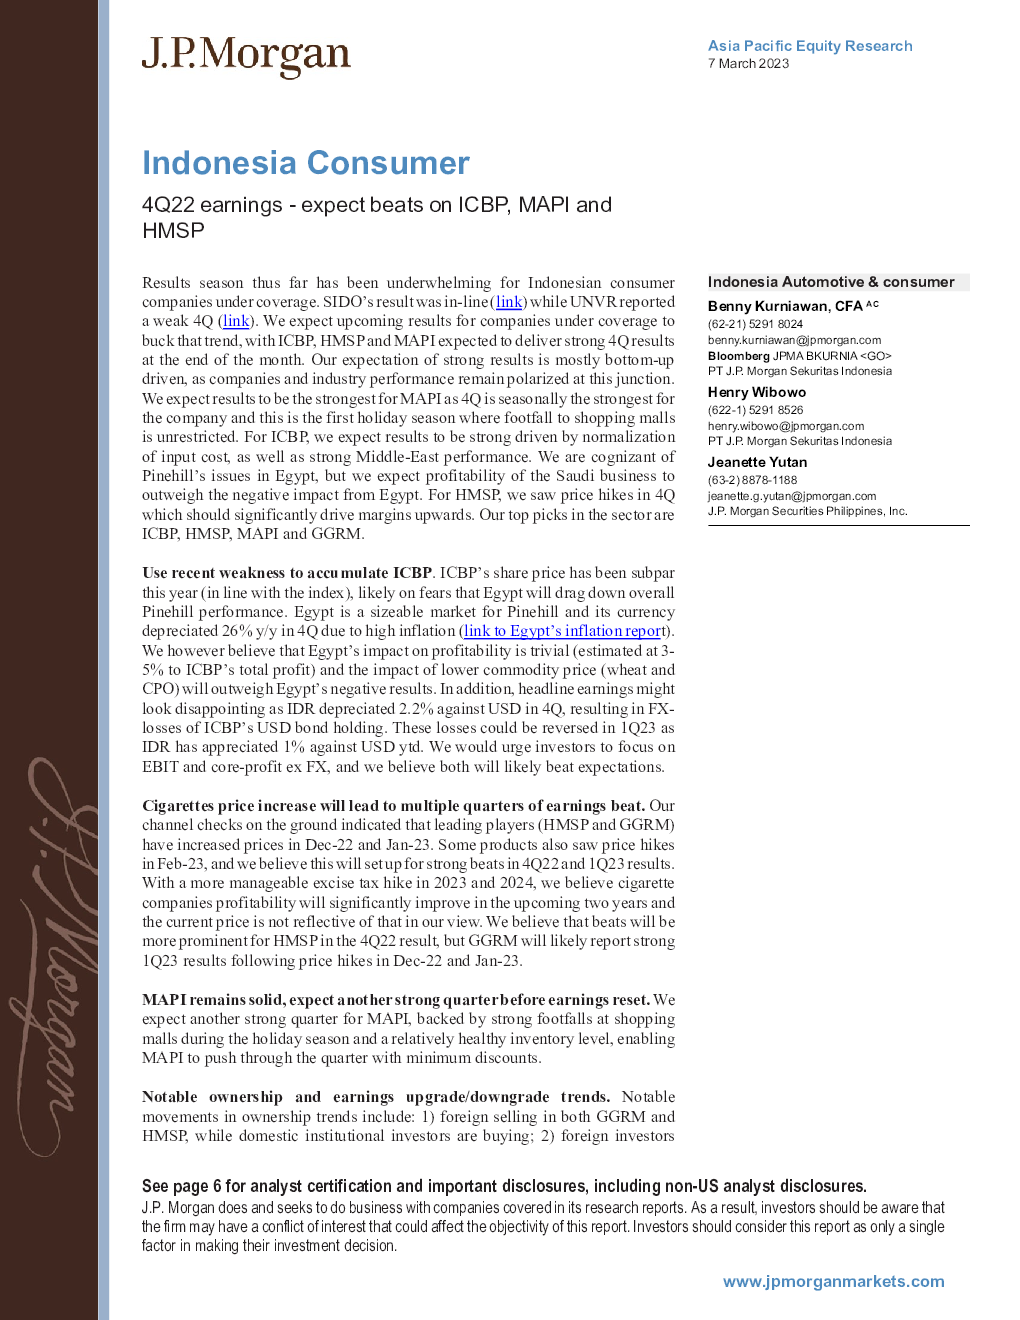 J.P.Morgan
Asia Pacific Equity Research
7 March 2023
Indonesia Consumer
4Q22 earnings - expect beats on ICBP, MAPI and
HMSP
Results season thus far has been underwhelming for Indonesian consumer
companies under coverage. SIDO's result was in-line (link) while UNVR reported
a weak 4Q (link). We expect upcoming results for companies under coverage to
buck that trend, with ICBP, HMSP and MAPI expected to deliver strong 4Q results
at the end of the month. Our expectation of strong results is mostly bottom-up
driven, as companies and industry performance remain polarized at this junction.
We expect results to be the strongest for MAPI as 4Q is seasonally the strongest for
the company and this is the first holiday season where footfall to shopping malls
is unrestricted. For ICBP, we expect results to be strong driven by normalization
of input cost, as well as strong Middle-East performance. We are cognizant of
Pinehill's issues in Egypt, but we expect profitability of the Saudi business to
outweigh the negative impact from Egypt. For HMSP, we saw price hikes in 4Q
which should significantly drive margins upwards. Our top picks in the sector are
ICBP, HMSP, MAPI and GGRM.
Use recent weakness to accumulate ICBP. ICBP's share price has been subpar
this year (in line with the index), likely on fears that Egypt will drag down overall
Pinehill performance. Egypt is a sizeable market for Pinehill and its currency
depreciated 26% y/y in 4Q due to high inflation (link to Egypt's inflation report).
We however believe that Egypt's impact on profitability is trivial (estimated at 3-
5% to ICBP's total profit) and the impact of lower commodity price (wheat and
CPO) will outweigh Egypt's negative results. In addition, headline earnings might
look disappointing as IDR depreciated 2.2% against USD in 4Q, resulting in FX-
losses of ICBP's USD bond holding. These losses could be reversed in 1Q23 as
IDR has appreciated 1% against USD ytd. We would urge investors to focus on
EBIT and core-profit ex FX, and we believe both will likely beat expectations.
Cigarettes price increase will lead to multiple quarters of earnings beat. Our
channel checks on the ground indicated that leading players (HMSP and GGRM)
have increased prices in Dec-22 and Jan-23. Some products also saw price hikes
in Feb-23, and we believe this will set up for strong beats in 4Q22 and 1Q23 results.
With a more manageable excise tax hike in 2023 and 2024, we believe cigarette
companies profitability will significantly improve in the upcoming two years and
the current price is not reflective of that in our view. We believe that beats will be
more prominent for HMSP in the 4Q22 result, but GGRM will likely report strong
1Q23 results following price hikes in Dec-22 and Jan-23.
MAPI remains solid, expect another strong quarter before earnings reset. We
expect another strong quarter for MAPI, backed by strong footfalls at shopping
malls during the holiday season and a relatively healthy inventory level, enabling
MAPI to push through the quarter with minimum discounts.
Notable ownership and earnings upgrade/downgrade trends. Notable
movements in ownership trends include: 1) foreign selling in both GGRM and
HMSP, while domestic institutional investors are buying; 2) foreign investors
Indonesia Automotive & consumer
Benny Kurniawan, CFA AC
(62-21) 5291 8024
benny.kurniawan@jpmorgan.com
Bloomberg JPMA BKURNIA <GO>
PT J.P. Morgan Sekuritas Indonesia
Henry Wibowo
(622-1) 5291 8526
henry.wibowo@jpmorgan.com
PT J.P. Morgan Sekuritas Indonesia
Jeanette Yutan
(63-2) 8878-1188
jeanette.g.yutan@jpmorgan.com
J.P. Morgan Securities Philippines, Inc.
J.P.Morgan
See page 6 for analyst certification and important disclosures, including non-US analyst disclosures.
J.P. Morgan does and seeks to do business with companies covered in its research reports. As a result, investors should be aware that
the firm may have a conflict of interest that could affect the objectivity of this report. Investors should consider this report as only a single
factor in making their investment decision.
www.jpmorganmarkets.com